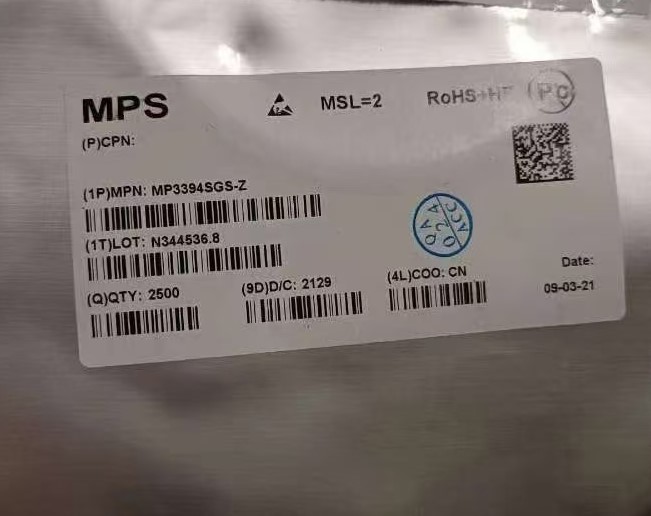 MPS
MSL=2
RoHS+HF
PC
(P)CPN:
(1P)MPN: MP3394SGS-Z
(1T)LOT: N344536.8
(Q)QTY: 2500
(9D)D/C: 2129
(4L)COO: CN
Date:
09-03-21